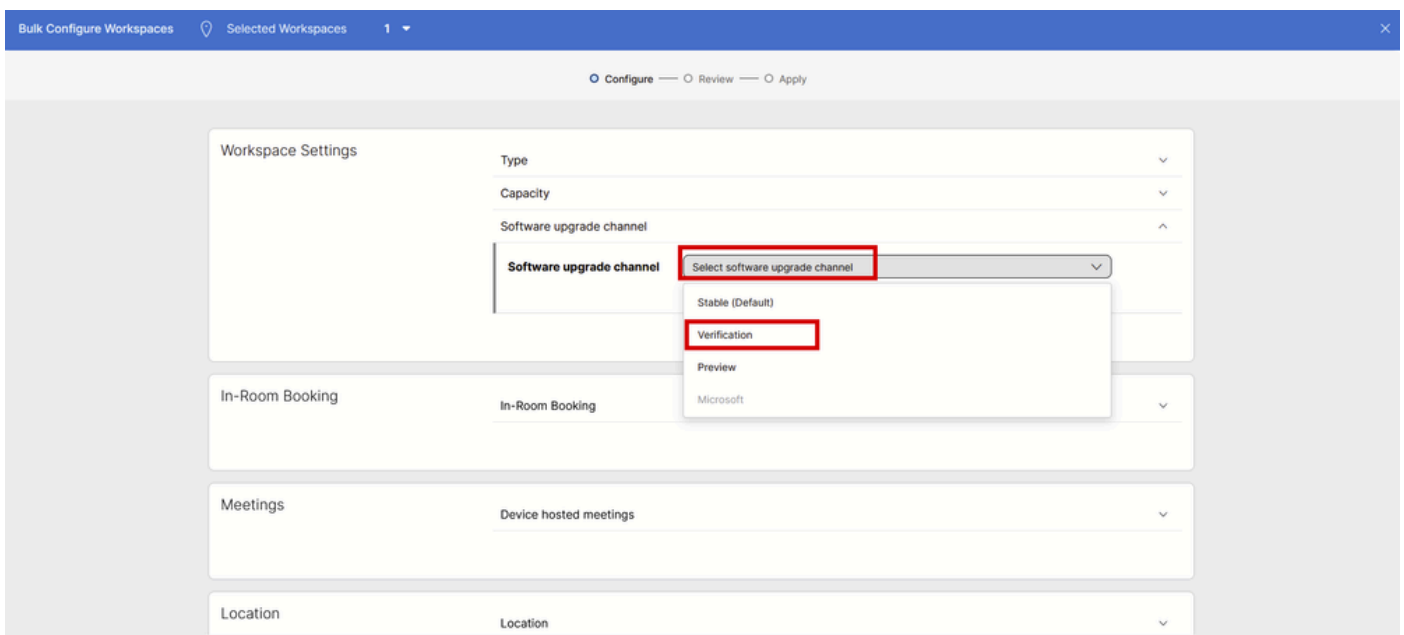 Bulk Configure Workspaces Selected Workspaces 1
Configure Review Apply
Workspace Settings
Type
Capacity
Software upgrade channel
Software upgrade channel Select software upgrade channel
Stable (Default)
Verification
Preview
Microsoft
In-Room Booking
In-Room Booking
Meetings
Device hosted meetings
Location
Location